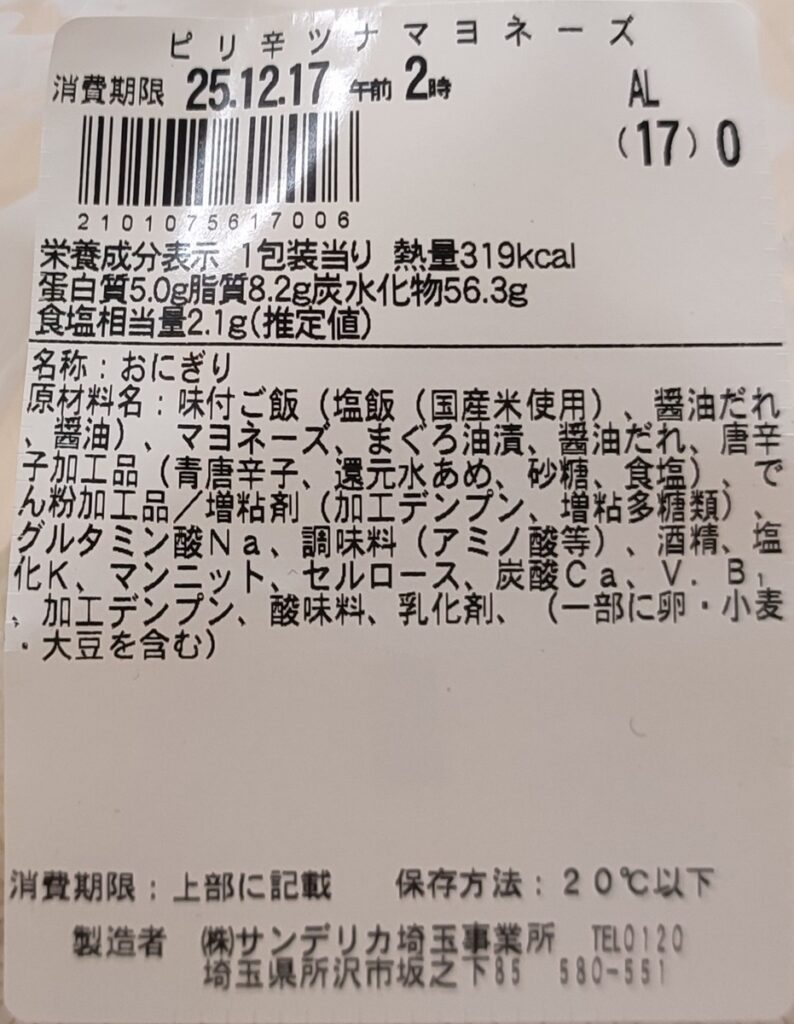 ピリ辛ツナマヨネーズ
消費期限 25.12.17 午前 2時
AL
(17) 0
2101075617006
栄養成分表示 1包装当り 熱量319kcal
蛋白質5.0g脂質8.2g炭水化物56.3g
食塩相当量2.1g(推定値)
名称：おにぎり
原材料名：味付ご飯（塩飯（国産米使用）、醤油だれ
、醤油）、マヨネーズ、まぐろ油漬、醤油だれ、唐辛
子加工品（青唐辛子、還元水あめ、砂糖、食塩）、で
ん粉加工品／増粘剤（加工デンプン、増粘多糖類）、
グルタミン酸Ｎａ、調味料（アミノ酸等）、酒精、塩
化Ｋ、マンニット、セルロース、炭酸Ｃａ、Ｖ．Ｂ₁
、加工デンプン、酸味料、乳化剤、（一部に卵・小麦
・大豆を含む）
消費期限：上部に記載　保存方法：２０℃以下
製造者 ㈱サンデリカ埼玉事業所 TEL0120
埼玉県所沢市坂之下85 580-551